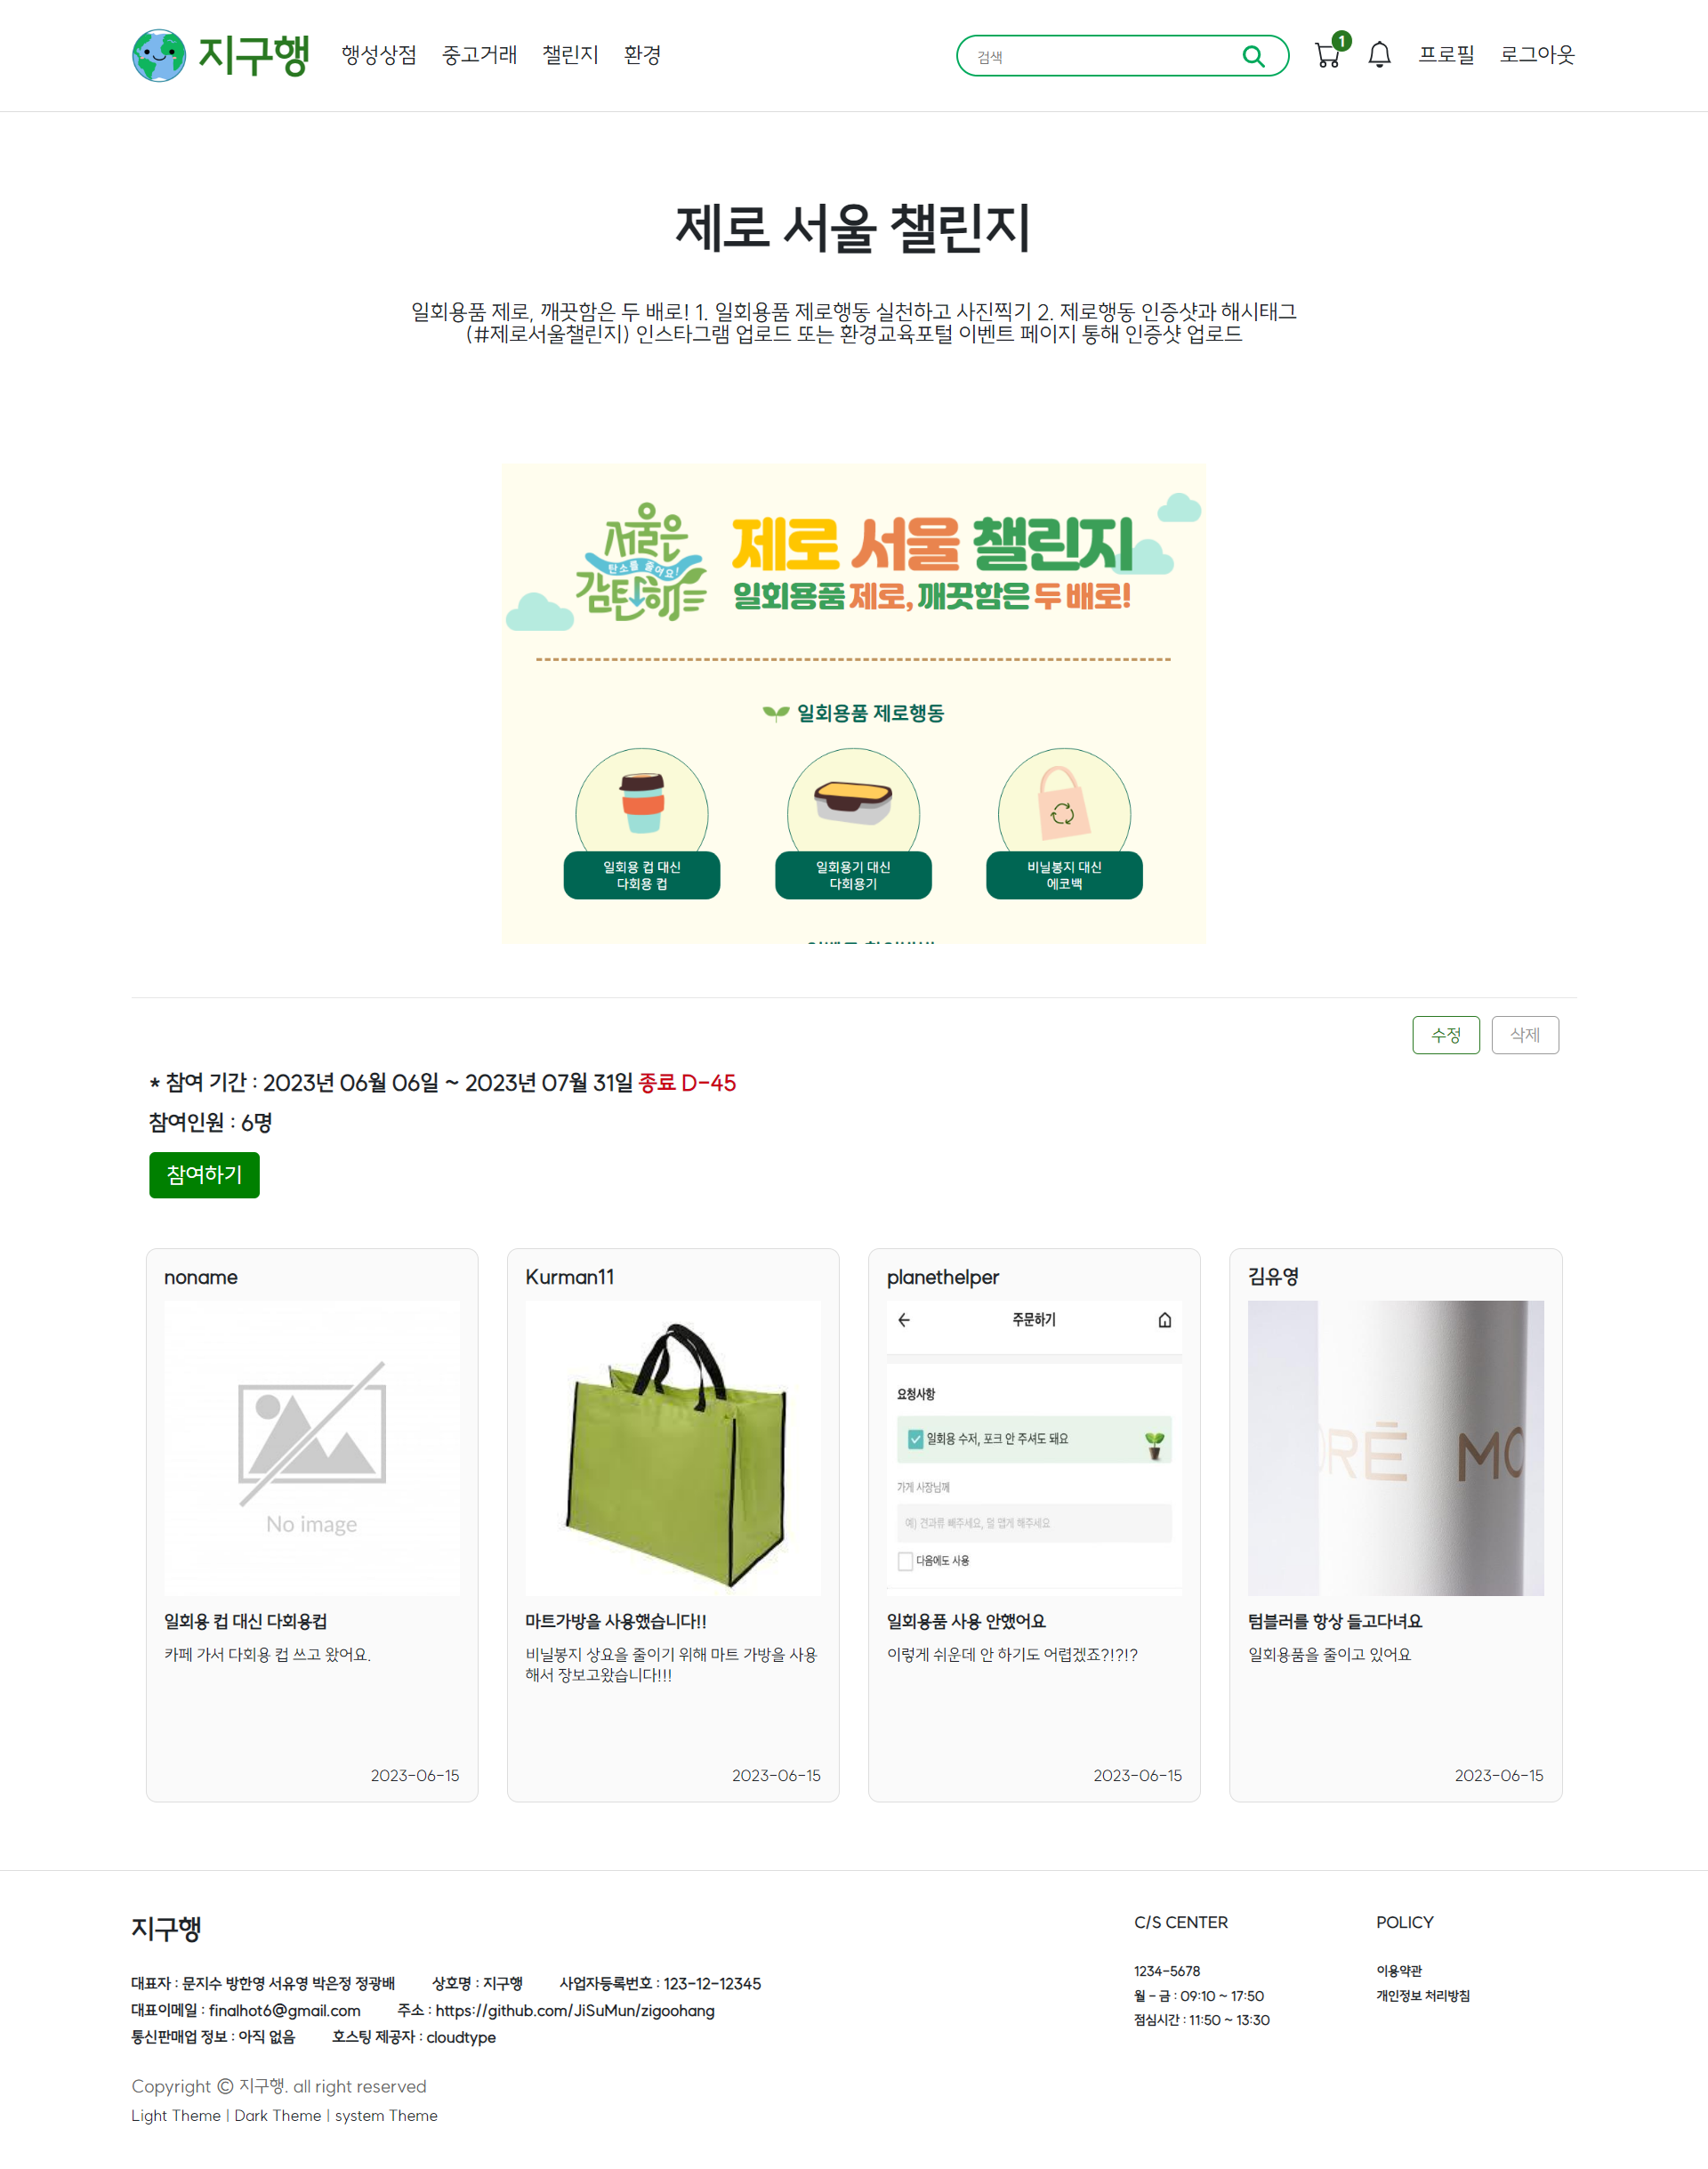 지구행 행성상점 중고거래 챌린지 환경 검색 1 프로필 로그아웃
제로 서울 챌린지
일회용품 제로, 깨끗함은 두 배로! 1. 일회용품 제로행동 실천하고 사진찍기 2. 제로행동 인증샷과 해시태그
(#제로서울챌린지) 인스타그램 업로드 또는 환경교육포털 이벤트 페이지 통해 인증샷 업로드
서울은
탄소를 줄여요!
감탄해
제로 서울 챌린지
일회용품 제로, 깨끗함은 두 배로!
일회용품 제로행동
일회용 컵 대신
다회용 컵
일회용기 대신
다회용기
비닐봉지 대신
에코백
수정 삭제
* 참여 기간 : 2023년 06월 06일 ~ 2023년 07월 31일 종료 D-45
참여인원 : 6명
참여하기
noname
No image
일회용 컵 대신 다회용컵
카페 가서 다회용 컵 쓰고 왔어요.
2023-06-15
Kurman11
마트가방을 사용했습니다!!
비닐봉지 상요을 줄이기 위해 마트 가방을 사용
해서 장보고왔습니다!!!
2023-06-15
planethelper
주문하기
요청사항
일회용 수저, 포크 안 주셔도 돼요
가게 사장님께
예) 견과류 빼주세요, 덜 맵게 해주세요
다음에도 사용
일회용품 사용 안했어요
이렇게 쉬운데 안 하기도 어렵겠죠?!?!?
2023-06-15
김유영
ORĒ MO
텀블러를 항상 들고다녀요
일회용품을 줄이고 있어요
2023-06-15
지구행
대표자 : 문지수 방한영 서유영 박은정 정광배 상호명 : 지구행 사업자등록번호 : 123-12-12345
대표이메일 : finalhot6@gmail.com 주소 : https://github.com/JiSuMun/zigoohang
통신판매업 정보 : 아직 없음 호스팅 제공자 : cloudtype
Copyright © 지구행. all right reserved
Light Theme | Dark Theme | system Theme
C/S CENTER
1234-5678
월 - 금 : 09:10 ~ 17:50
점심시간 : 11:50 ~ 13:30
POLICY
이용약관
개인정보 처리방침